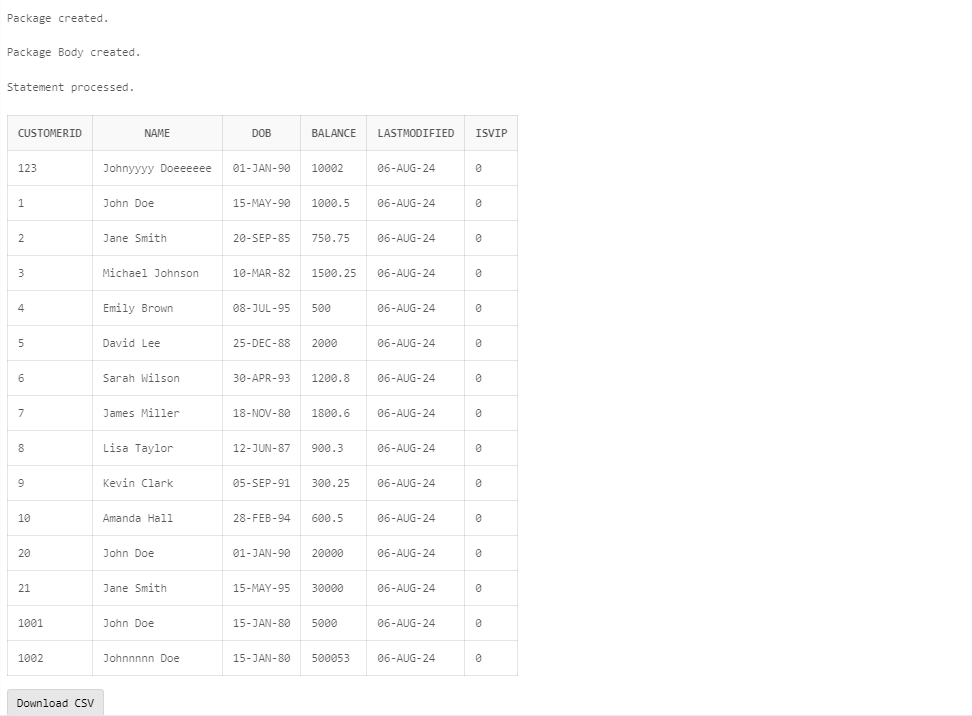 Package created.
Package Body created.
Statement processed.
CUSTOMERID NAME DOB BALANCE LASTMODIFIED ISVIP
123 Johnyyyy Doeeeeee 01-JAN-90 10002 06-AUG-24 0
1 John Doe 15-MAY-90 1000.5 06-AUG-24 0
2 Jane Smith 20-SEP-85 750.75 06-AUG-24 0
3 Michael Johnson 10-MAR-82 1500.25 06-AUG-24 0
4 Emily Brown 08-JUL-95 500 06-AUG-24 0
5 David Lee 25-DEC-88 2000 06-AUG-24 0
6 Sarah Wilson 30-APR-93 1200.8 06-AUG-24 0
7 James Miller 18-NOV-80 1800.6 06-AUG-24 0
8 Lisa Taylor 12-JUN-87 900.3 06-AUG-24 0
9 Kevin Clark 05-SEP-91 300.25 06-AUG-24 0
10 Amanda Hall 28-FEB-94 600.5 06-AUG-24 0
20 John Doe 01-JAN-90 20000 06-AUG-24 0
21 Jane Smith 15-MAY-95 30000 06-AUG-24 0
1001 John Doe 15-JAN-80 5000 06-AUG-24 0
1002 Johnnnnn Doe 15-JAN-80 500053 06-AUG-24 0
Download CSV